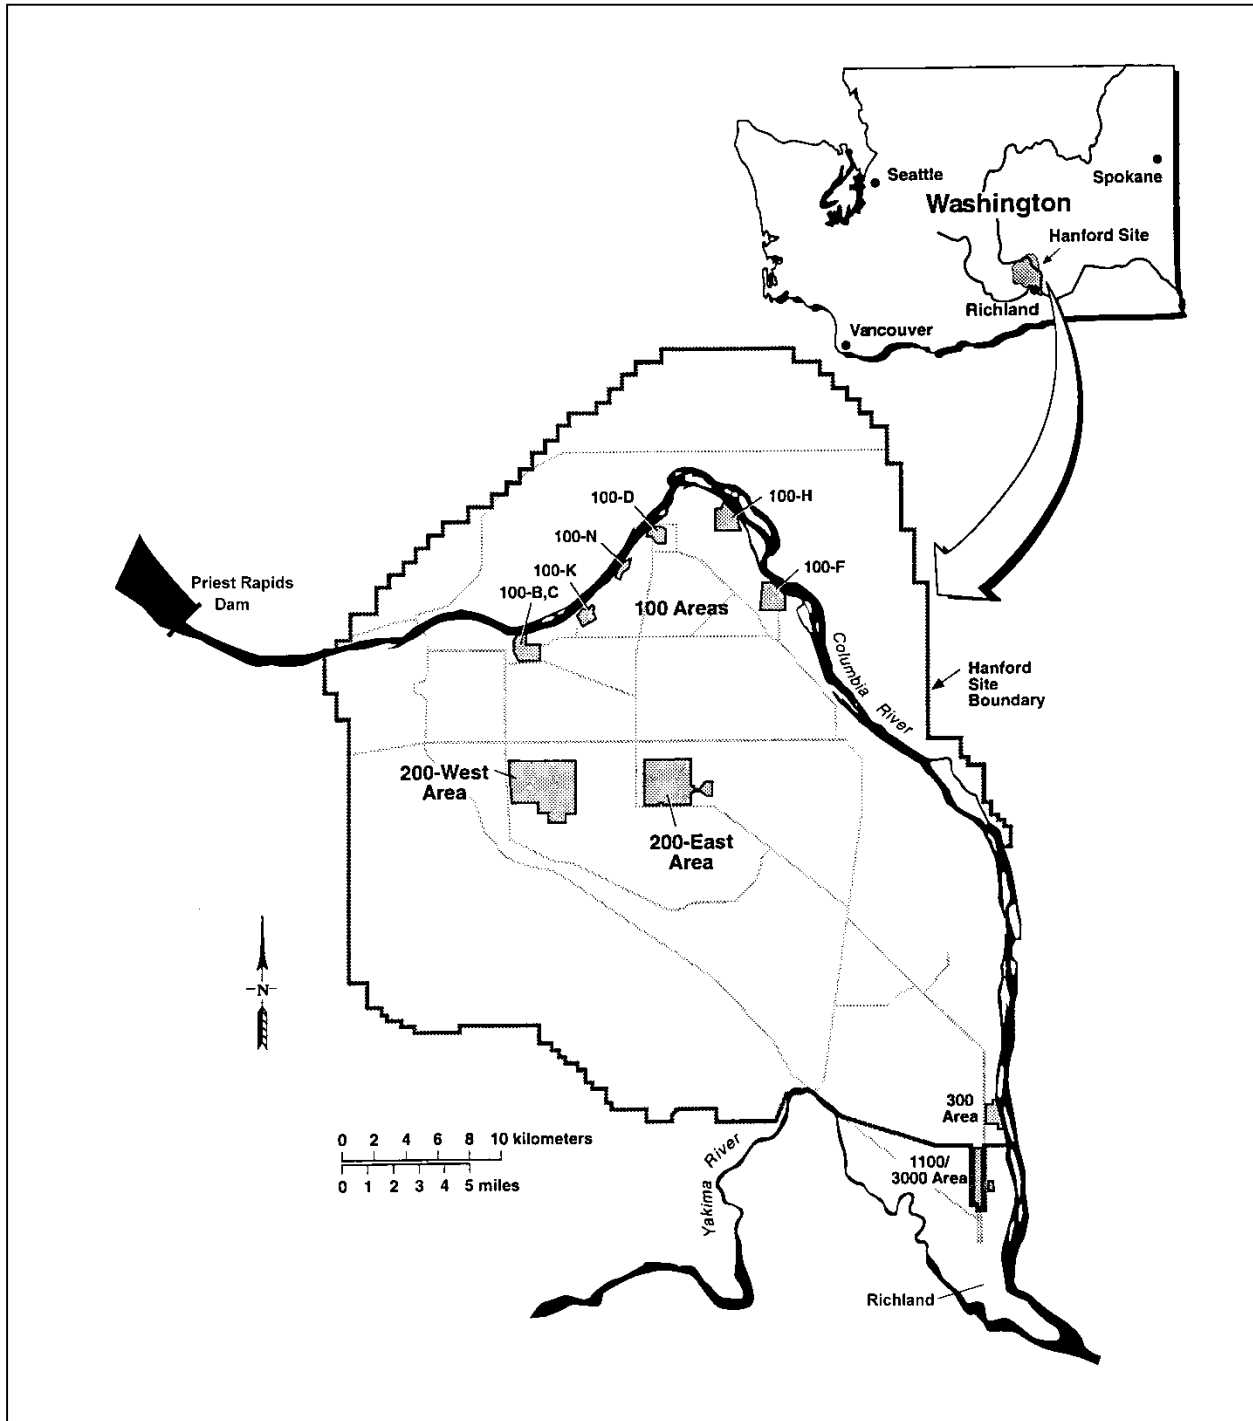 Seattle
Spokane
Washington
Hanford Site
Richland
Vancouver
100-D
100-H
100-N
100-K
100-F
100-B,C
100 Areas
Priest Rapids
Dam
Columbia
River
Hanford
Site
Boundary
200-West
Area
200-East
Area
N
300
Area
0 2 4 6 8 10 kilometers
0 1 2 3 4 5 miles
1100/
3000 Area
Yakima River
Richland